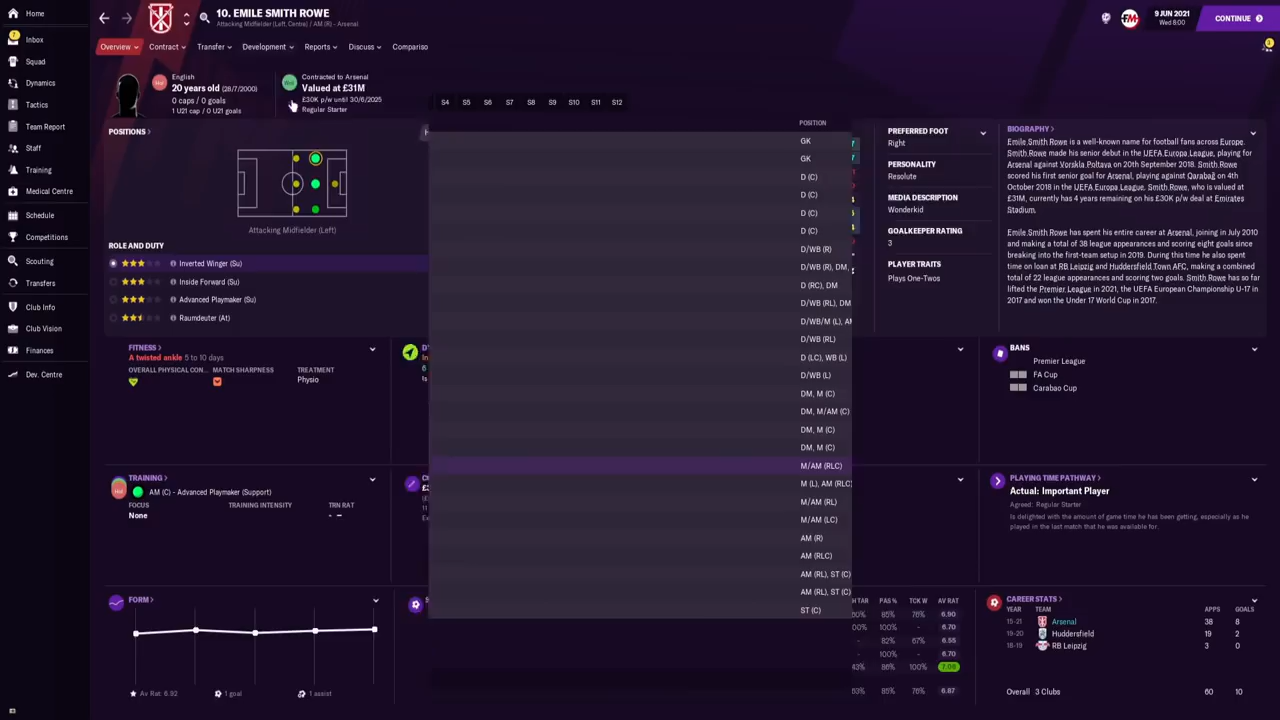 Home
Inbox
Squad
Dynamics
Tactics
Team Report
Staff
Training
Medical Centre
Schedule
Competitions
Scouting
Transfers
Club Info
Club Vision
Finances
Dev. Centre
10. EMILE SMITH ROWE
Attacking Midfielder (Left, Central) / AM (R) - Arsenal
9 JUN 2021
Wed 8:00
CONTINUE
Overview
Contract
Transfer
Development
Reports
Discuss
Compariso
English
20 years old (28/7/2000)
0 caps / 0 goals
1 U21 cap / 0 U21 goals
Contracted to Arsenal
Valued at £31M
£30K p/w until 30/6/2025
Regular Starter
POSITIONS
Attacking Midfielder (Left)
ROLE AND DUTY
Inverted Winger (Su)
Inside Forward (Su)
Advanced Playmaker (Su)
Raumdeuter (At)
S4 S5 S6 S7 S8 S9 S10 S11 S12
POSITION
GK
GK
D (C)
D (C)
D (C)
D (C)
D/WB (R)
D/WB (R), DM,
D (RC), DM
D/WB (RL), DM
D/WB/M (L), AM
D/WB (RL)
D (LC), WB (L)
D/WB (L)
DM, M (C)
DM, M/AM (C)
DM, M (C)
DM, M (C)
M/AM (RLC)
M (L), AM (RLC)
M/AM (RL)
M/AM (LC)
AM (R)
AM (RLC)
AM (RL), ST (C)
AM (RL), ST (C)
ST (C)
PREFERRED FOOT
Right
PERSONALITY
Resolute
MEDIA DESCRIPTION
Wonderkid
GOALKEEPER RATING
3
PLAYER TRAITS
Plays One-Twos
BIOGRAPHY
Emile Smith Rowe is a well-known name for football fans across Europe.
Smith Rowe made his senior debut in the UEFA Europa League, playing for
Arsenal against Vorskla Poltava on 20th September 2018. Smith Rowe
scored his first senior goal for Arsenal, playing against Qarabağ on 4th
October 2018 in the UEFA Europa League. Smith Rowe, who is valued at
£31M, currently has 4 years remaining on his £30K p/w deal at Emirates
Stadium.
Emile Smith Rowe has spent his entire career at Arsenal, joining in July 2010
and making a total of 38 league appearances and scoring eight goals since
breaking into the first-team setup in 2019. During this time he also spent
time on loan at RB Leipzig and Huddersfield Town AFC, making a combined
total of 22 league appearances and scoring two goals. Smith Rowe has so far
lifted the Premier League in 2021, the UEFA European Championship U-17 in
2017 and won the Under 17 World Cup in 2017.
FITNESS
A twisted ankle 5 to 10 days
OVERALL PHYSICAL CON... MATCH SHARPNESS TREATMENT
Physio
BANS
Premier League
FA Cup
Carabao Cup
TRAINING
AM (C) - Advanced Playmaker (Support)
FOCUS TRAINING INTENSITY TRN RAT
None - -
PLAYING TIME PATHWAY
Actual: Important Player
Agreed: Regular Starter
Is delighted with the amount of game time he has been getting, especially as he
played in the last match that he was available for.
FORM
Av Rat: 6.92 1 goal 1 assist
H TAR PAS % TCK W AV RAT
60% 85% 76% 6.90
00% 100% - 6.70
- 82% 67% 6.55
- 100% - 6.70
43% 86% 100% 7.09
53% 85% 76% 6.87
CAREER STATS
YEAR TEAM APPS GOALS
15-21 Arsenal 38 8
19-20 Huddersfield 19 2
18-19 RB Leipzig 3 0
Overall 3 Clubs 60 10